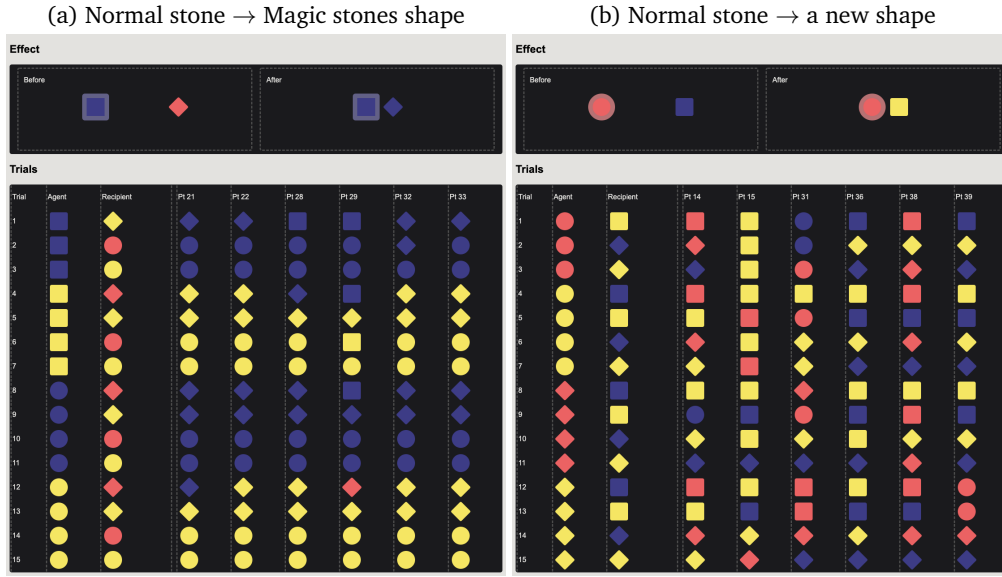 (a) Normal stone → Magic stones shape
Effect
Before
After
Trials
Trial Agent Recipient Pt 21 Pt 22 Pt 28 Pt 29 Pt 32 Pt 33
1
2
3
4
5
6
7
8
9
10
11
12
13
14
15
(b) Normal stone → a new shape
Effect
Before
After
Trials
Trial Agent Recipient Pt 14 Pt 15 Pt 31 Pt 36 Pt 38 Pt 39
1
2
3
4
5
6
7
8
9
10
11
12
13
14
15